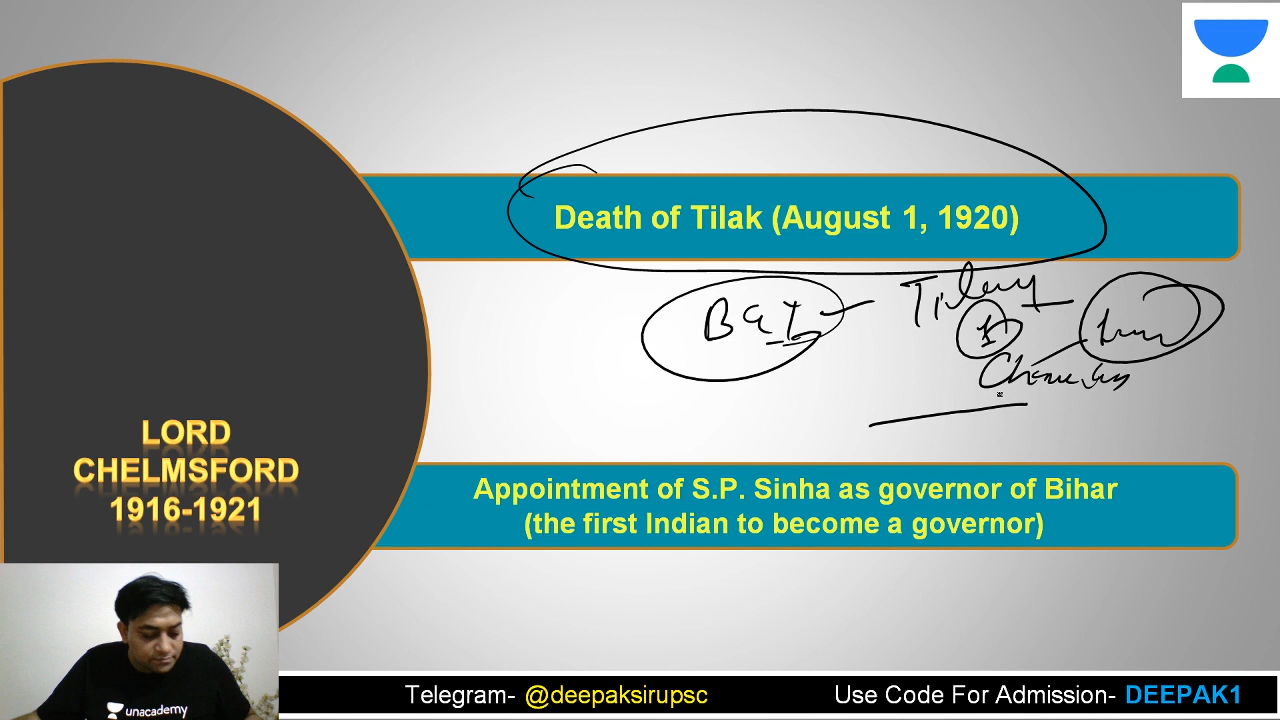 Death of Tilak (August 1, 1920)
BGT
LORD
CHELMSFORD
1916-1921
Appointment of S.P. Sinha as governor of Bihar
(the first Indian to become a governor)
unacademy
Telegram- @deepaksirupsc
Use Code For Admission- DEEPAK1